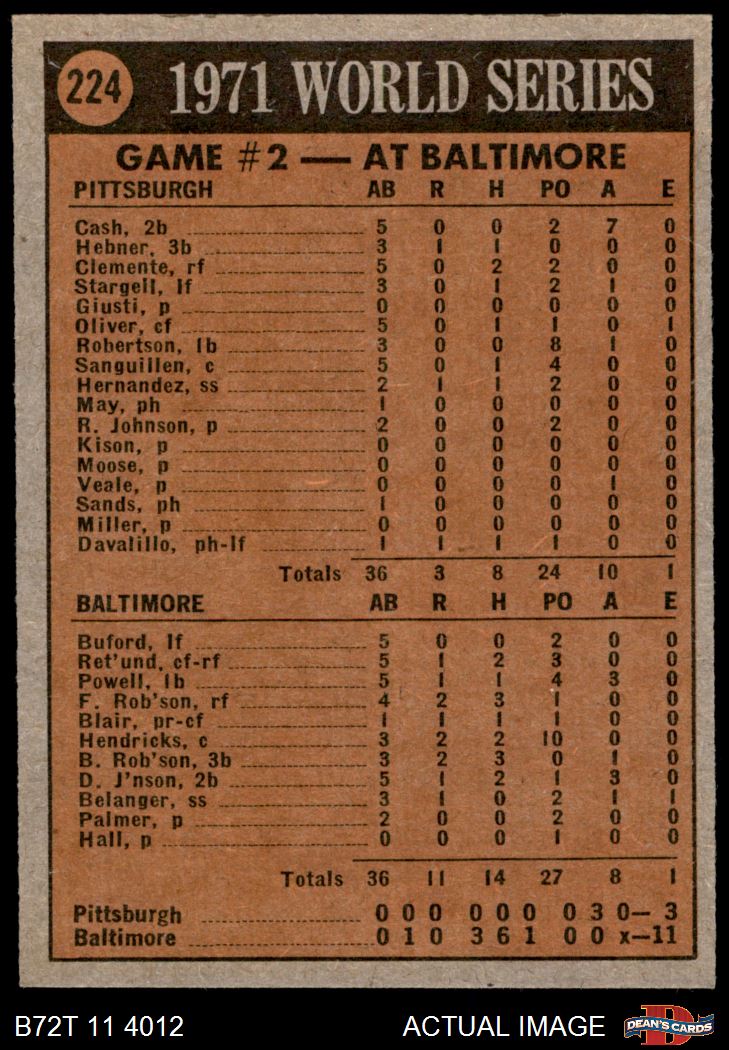 224 1971 WORLD SERIES
GAME #2 — AT BALTIMORE
PITTSBURGH AB R H PO A E
Cash, 2b 5 0 0 2 7 0
Hebner, 3b 3 1 1 0 0 0
Clemente, rf 5 0 2 2 0 0
Stargell, lf 3 0 1 2 1 0
Giusti, p 0 0 0 0 0 0
Oliver, cf 5 0 1 1 0 1
Robertson, 1b 3 0 0 8 1 0
Sanguillen, c 5 0 1 4 0 0
Hernandez, ss 2 1 1 2 0 0
May, ph 1 0 0 0 0 0
R. Johnson, p 2 0 0 2 0 0
Kison, p 0 0 0 0 0 0
Moose, p 0 0 0 0 0 0
Veale, p 0 0 0 0 1 0
Sands, ph 1 0 0 0 0 0
Miller, p 0 0 0 0 0 0
Davalillo, ph-lf 1 1 1 1 0 0
Totals 36 3 8 24 10 1
BALTIMORE AB R H PO A E
Buford, lf 5 0 0 2 0 0
Ret'und, cf-rf 5 1 2 3 0 0
Powell, 1b 5 1 1 4 3 0
F. Rob'son, rf 4 2 3 1 0 0
Blair, pr-cf 1 1 1 1 0 0
Hendricks, c 3 2 2 10 0 0
B. Rob'son, 3b 3 2 3 0 1 0
D. J'nson, 2b 5 1 2 1 3 0
Belanger, ss 3 1 0 2 1 1
Palmer, p 2 0 0 2 0 0
Hall, p 0 0 0 1 0 0
Totals 36 11 14 27 8 1
Pittsburgh 0 0 0 0 0 0 0 3 0— 3
Baltimore 0 1 0 3 6 1 0 0 x—11
B72T 11 4012 ACTUAL IMAGE DEAN'S CARDS